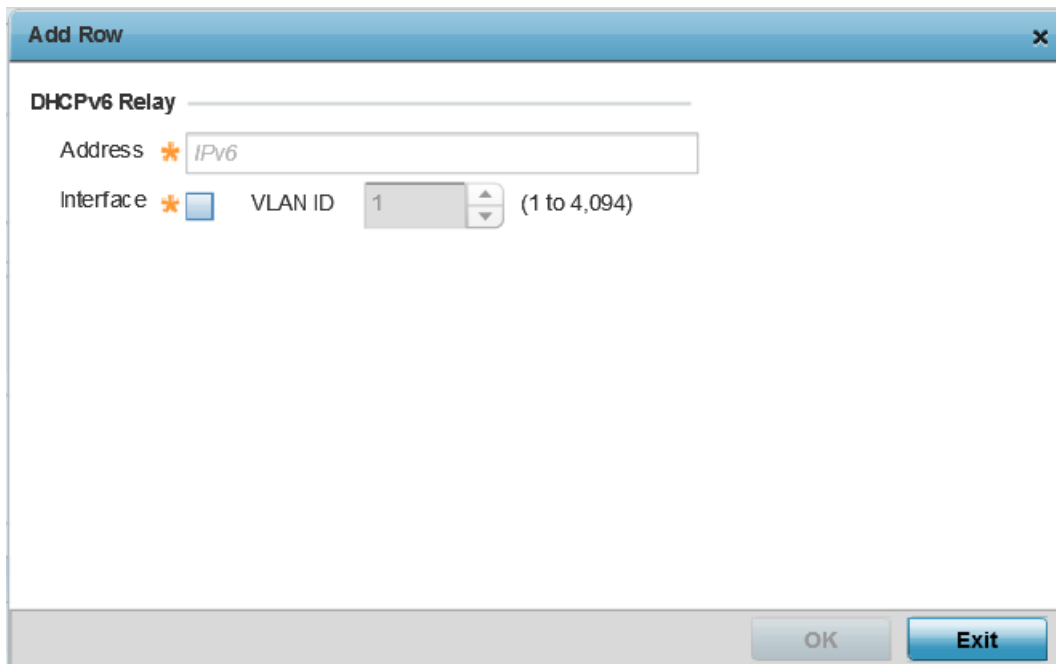 Add Row
DHCPv6 Relay
Address * IPv6
Interface * VLAN ID 1 (1 to 4,094)
OK Exit